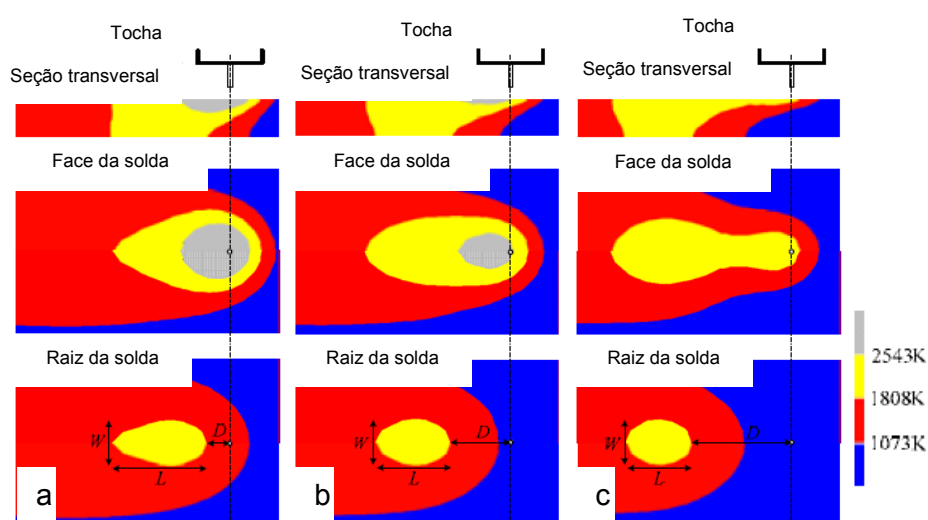 Tocha
Tocha
Tocha
Seção transversal
Seção transversal
Seção transversal
Face da solda
Face da solda
Face da solda
Raiz da solda
Raiz da solda
Raiz da solda
W
D
L
W
D
L
W
D
L
2543K
1808K
1073K
a
b
c